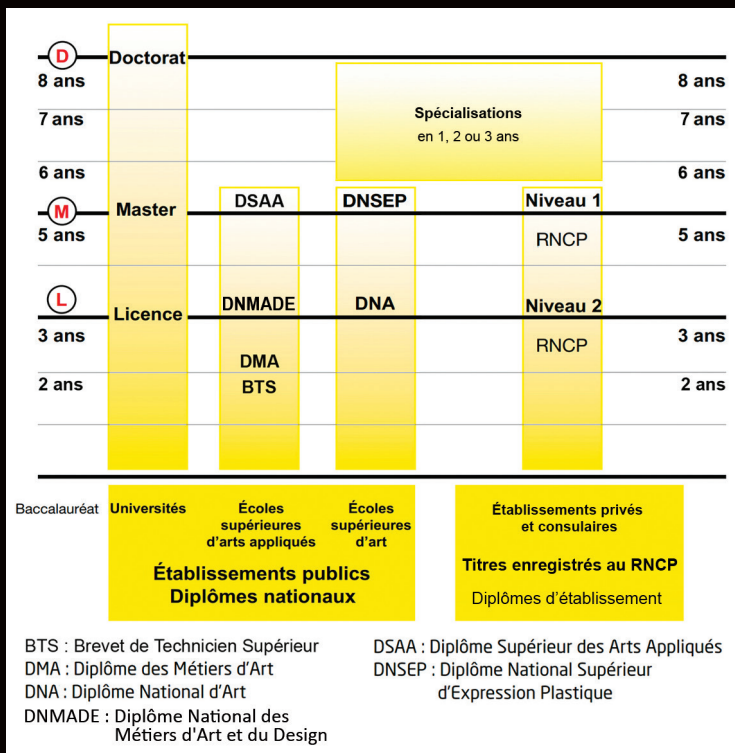 D Doctorat
8 ans 8 ans
Spécialisations
7 ans 7 ans
en 1, 2 ou 3 ans
6 ans 6 ans
M Master DSAA DNSEP Niveau 1
5 ans RNCP 5 ans
L Licence DNMADE DNA Niveau 2
3 ans RNCP 3 ans
DMA
2 ans BTS 2 ans
Baccalauréat Universités
Écoles
supérieures
d'arts appliqués
Écoles
supérieures
d'art
Établissements publics
Diplômes nationaux
Établissements privés
et consulaires
Titres enregistrés au RNCP
Diplômes d'établissement
BTS : Brevet de Technicien Supérieur
DMA : Diplôme des Métiers d'Art
DNA : Diplôme National d'Art
DNMADE : Diplôme National des
Métiers d'Art et du Design
DSAA : Diplôme Supérieur des Arts Appliqués
DNSEP : Diplôme National Supérieur
d'Expression Plastique